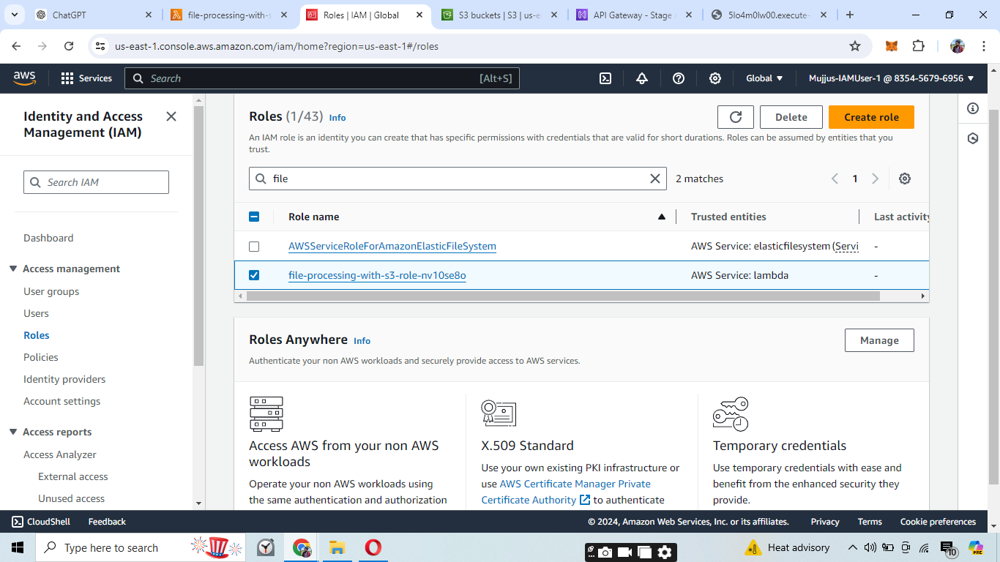 ChatGPT
file-processing-with-s
Roles | IAM | Global
S3 buckets | S3 | us-e
API Gateway - Stage
5lo4m0lw00.execute-
us-east-1.console.aws.amazon.com/iam/home?region=us-east-1#/roles
aws
Services
Search
[Alt+S]
Global
Mujjus-IAMUser-1 @ 8354-5679-6956
Identity and Access
Management (IAM)
Search IAM
Dashboard
Access management
User groups
Users
Roles
Policies
Identity providers
Account settings
Access reports
Access Analyzer
External access
Unused access
Roles (1/43) Info
Delete
Create role
An IAM role is an identity you can create that has specific permissions with credentials that are valid for short durations. Roles can be assumed by entities that you
trust.
file
2 matches
1
Role name
Trusted entities
Last activity
AWSServiceRoleForAmazonElasticFileSystem
AWS Service: elasticfilesystem (Servi
-
file-processing-with-s3-role-nv10se8o
AWS Service: lambda
-
Roles Anywhere Info
Manage
Authenticate your non AWS workloads and securely provide access to AWS services.
Access AWS from your non AWS
workloads
Operate your non AWS workloads using
the same authentication and authorization
X.509 Standard
Use your own existing PKI infrastructure or
use AWS Certificate Manager Private
Certificate Authority to authenticate
Temporary credentials
Use temporary credentials with ease and
benefit from the enhanced security they
provide.
CloudShell
Feedback
© 2024, Amazon Web Services, Inc. or its affiliates.
Privacy
Terms
Cookie preferences
Type here to search
Heat advisory
10
PRE